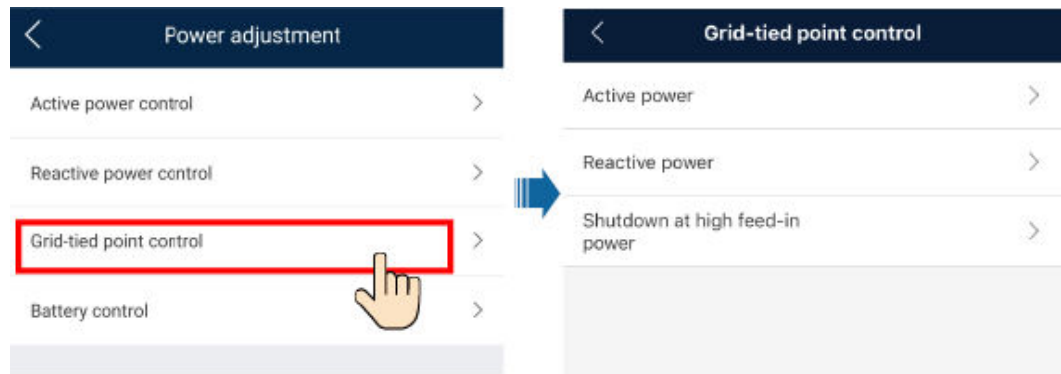 Power adjustment
Active power control
Reactive power control
Grid-tied point control
Battery control
Grid-tied point control
Active power
Reactive power
Shutdown at high feed-in
power